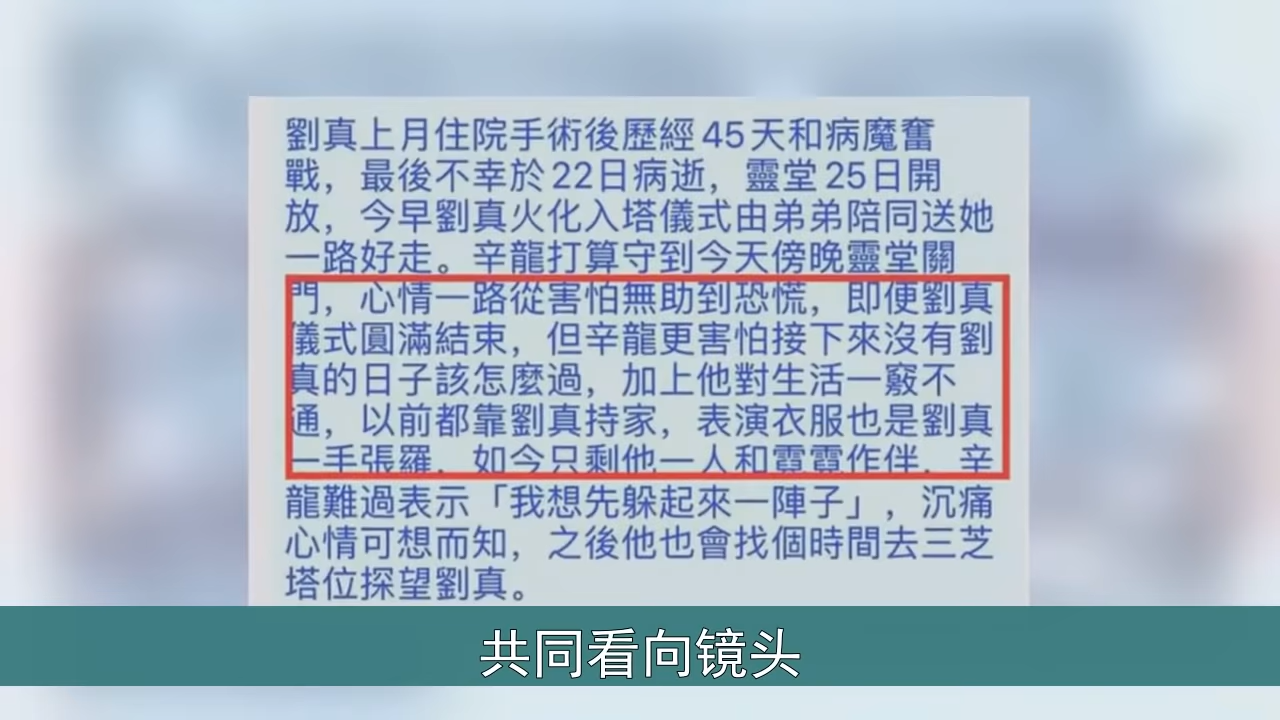 劉真上月住院手術後歷經45天和病魔奮
戰，最後不幸於22日病逝，靈堂25日開
放，今早劉真火化入塔儀式由弟弟陪同送她
一路好走。辛龍打算守到今天傍晚靈堂關
門，心情一路從害怕無助到恐慌，即便劉真
儀式圓滿結束，但辛龍更害怕接下來沒有劉
真的日子該怎麼過，加上他對生活一竅不
通，以前都靠劉真持家，表演衣服也是劉真
一手張羅，如今只剩他一人和霓霓作伴，辛
龍難過表示「我想先躲起來一陣子」，沉痛
心情可想而知，之後他也會找個時間去三芝
塔位探望劉真。
共同看向镜头